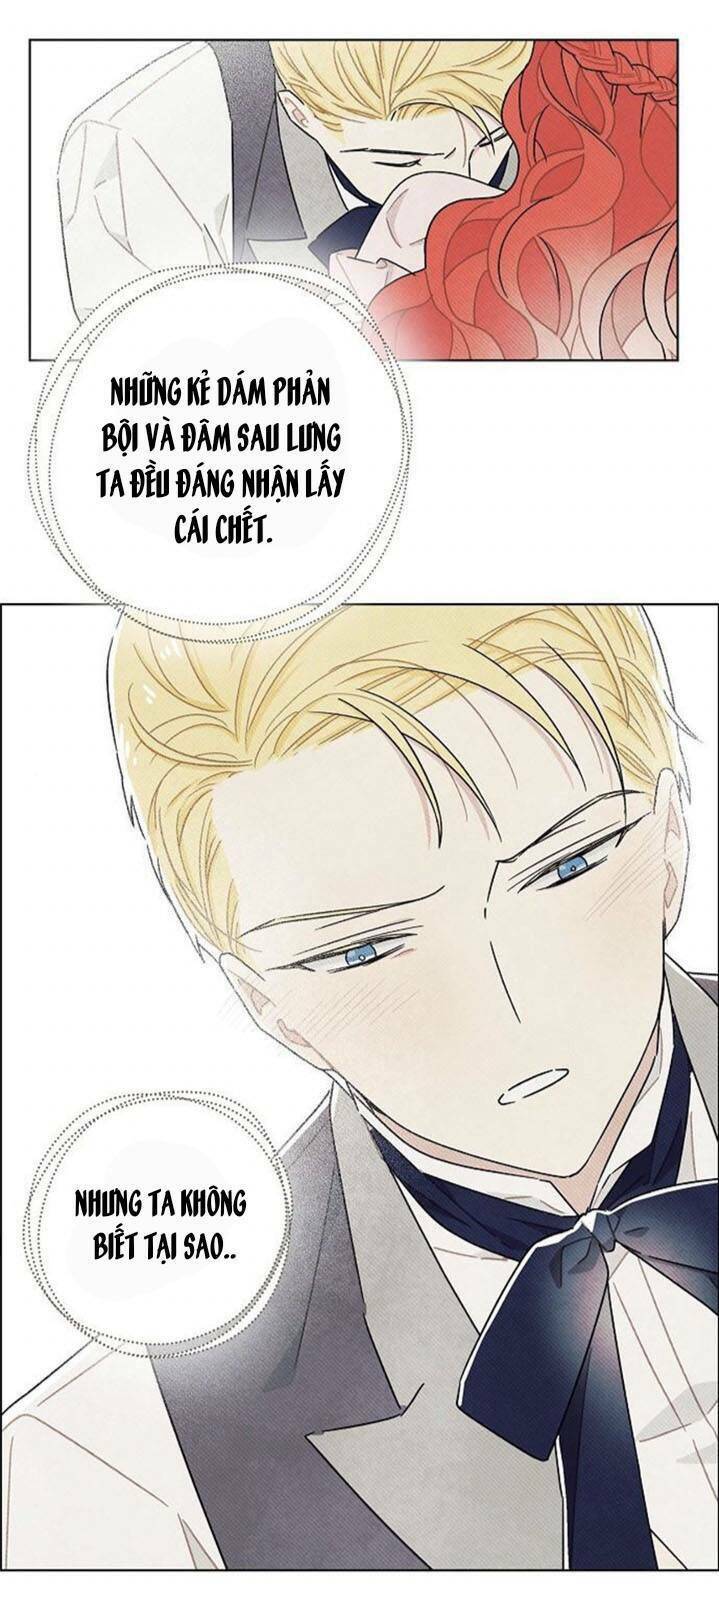 NHỮNG KẺ DÁM PHẢN
BỘI VÀ ĐÂM SAU LƯNG
TA ĐỀU ĐÁNG NHẬN LẤY
CÁI CHẾT.
NHƯNG TA KHÔNG
BIẾT TẠI SAO..